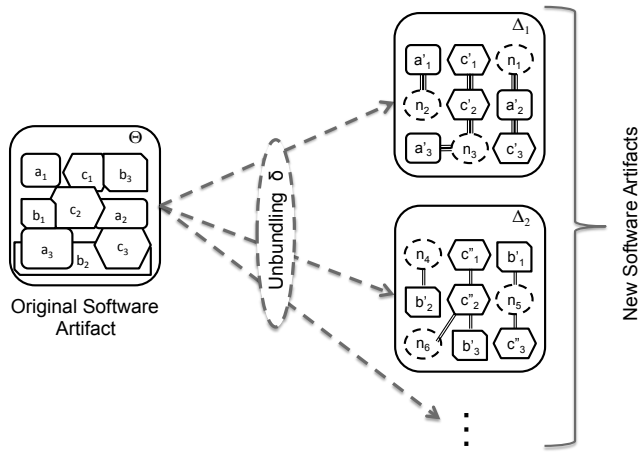 Θ
a₁ c₁ b₃
b₁ c₂ a₂
a₃ b₂ c₃
Original Software
Artifact
Unbundling δ
Δ₁
a'₁ c'₁ n₁
n₂ c'₂ a'₂
a'₃ n₃ c'₃
Δ₂
n₄ c"₁ b'₁
b'₂ c"₂ n₅
n₆ b'₃ c"₃
⋮
New Software Artifacts